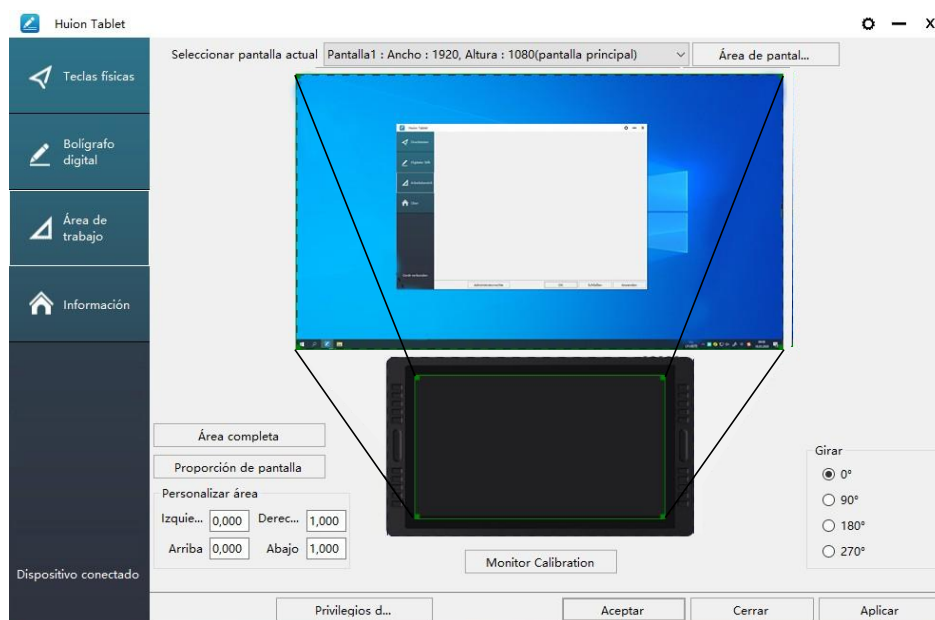 Huion Tablet
Teclas físicas
Bolígrafo
digital
Área de
trabajo
Información
Dispositivo conectado
Seleccionar pantalla actual
Pantalla1 : Ancho : 1920, Altura : 1080(pantalla principal)
Área de pantal...
Huion Tablet
Área completa
Proporción de pantalla
Personalizar área
Izquie... 0,000 Derec... 1,000
Arriba 0,000 Abajo 1,000
Monitor Calibration
Girar
0°
90°
180°
270°
Privilegios d...
Aceptar
Cerrar
Aplicar